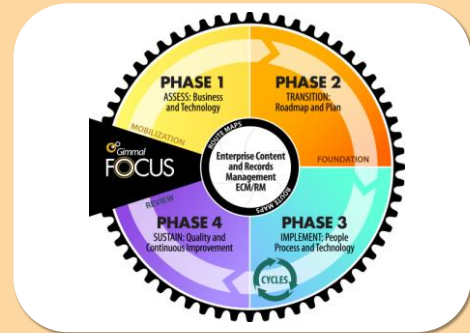 PHASE 1
ASSESS: Business
and Technology
PHASE 2
TRANSITION:
Roadmap and Plan
MOBILIZATION
ROUTE MAPS
Gimmal
FOCUS
Enterprise Content
and Records
Management
ECM/RM
FOUNDATION
REVIEW
ROUTE MAPS
PHASE 4
SUSTAIN: Quality and
Continuous Improvement
PHASE 3
IMPLEMENT: People
Process and Technology
CYCLES